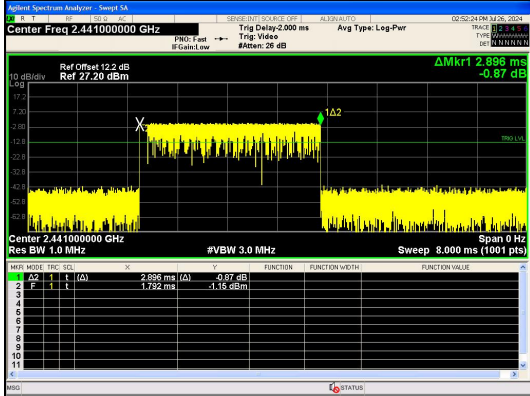 Agilent Spectrum Analyzer - Swept SA
R T RF 50 Ω AC SENSE:INT SOURCE OFF ALIGNAUTO 02:52:24 PM Jul 26, 2024
Center Freq 2.441000000 GHz
PNO: Fast
IFGain:Low
Trig Delay-2.000 ms
Trig: Video
#Atten: 26 dB
Avg Type: Log-Pwr
TRACE 1 2 3 4 5 6
TYPE
DET N N N N N N
Ref Offset 12.2 dB
Ref 27.20 dBm
10 dB/div
Log
ΔMkr1 2.896 ms
-0.87 dB
17.2
7.20
1Δ2
X2
-2.80
TRIG LVL
-12.8
-22.8
-32.8
-42.8
-52.8
-62.8
Center 2.441000000 GHz Span 0 Hz
Res BW 1.0 MHz #VBW 3.0 MHz Sweep 8.000 ms (1001 pts)
MKR MODE TRC SCL X Y FUNCTION FUNCTION WIDTH FUNCTION VALUE
1 Δ2 1 t (Δ) 2.896 ms (Δ) -0.87 dB
2 F 1 t 1.792 ms -1.15 dBm
3
4
5
6
7
8
9
10
11
MSG STATUS